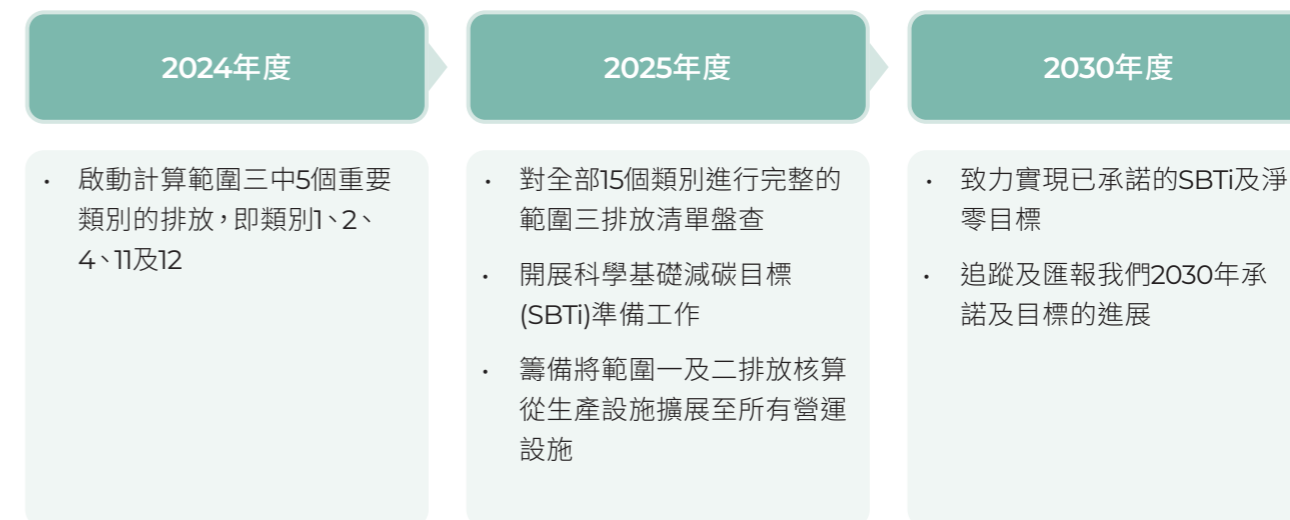 2024年度
啟動計算範圍三中5個重要
類別的排放，即類別1、2、
4、11及12
2025年度
對全部15個類別進行完整的
範圍三排放清單盤查
開展科學基礎減碳目標
(SBTi)準備工作
籌備將範圍一及二排放核算
從生產設施擴展至所有營運
設施
2030年度
致力實現已承諾的SBTi及淨
零目標
追蹤及匯報我們2030年承
諾及目標的進展